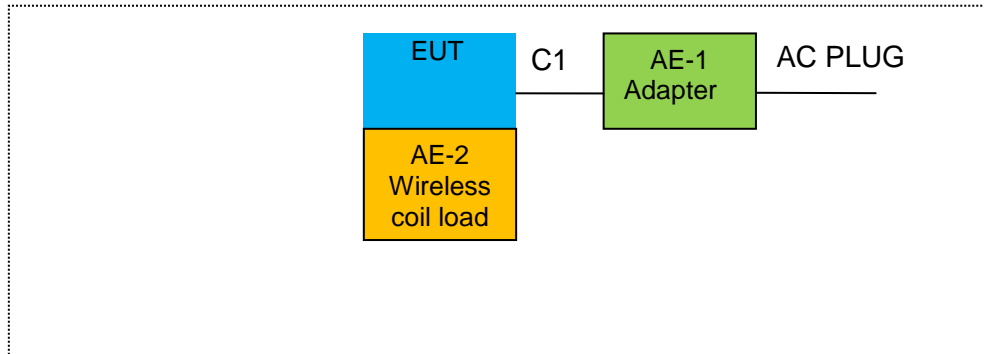 EUT
C1
AE-1
Adapter
AC PLUG
AE-2
Wireless
coil load